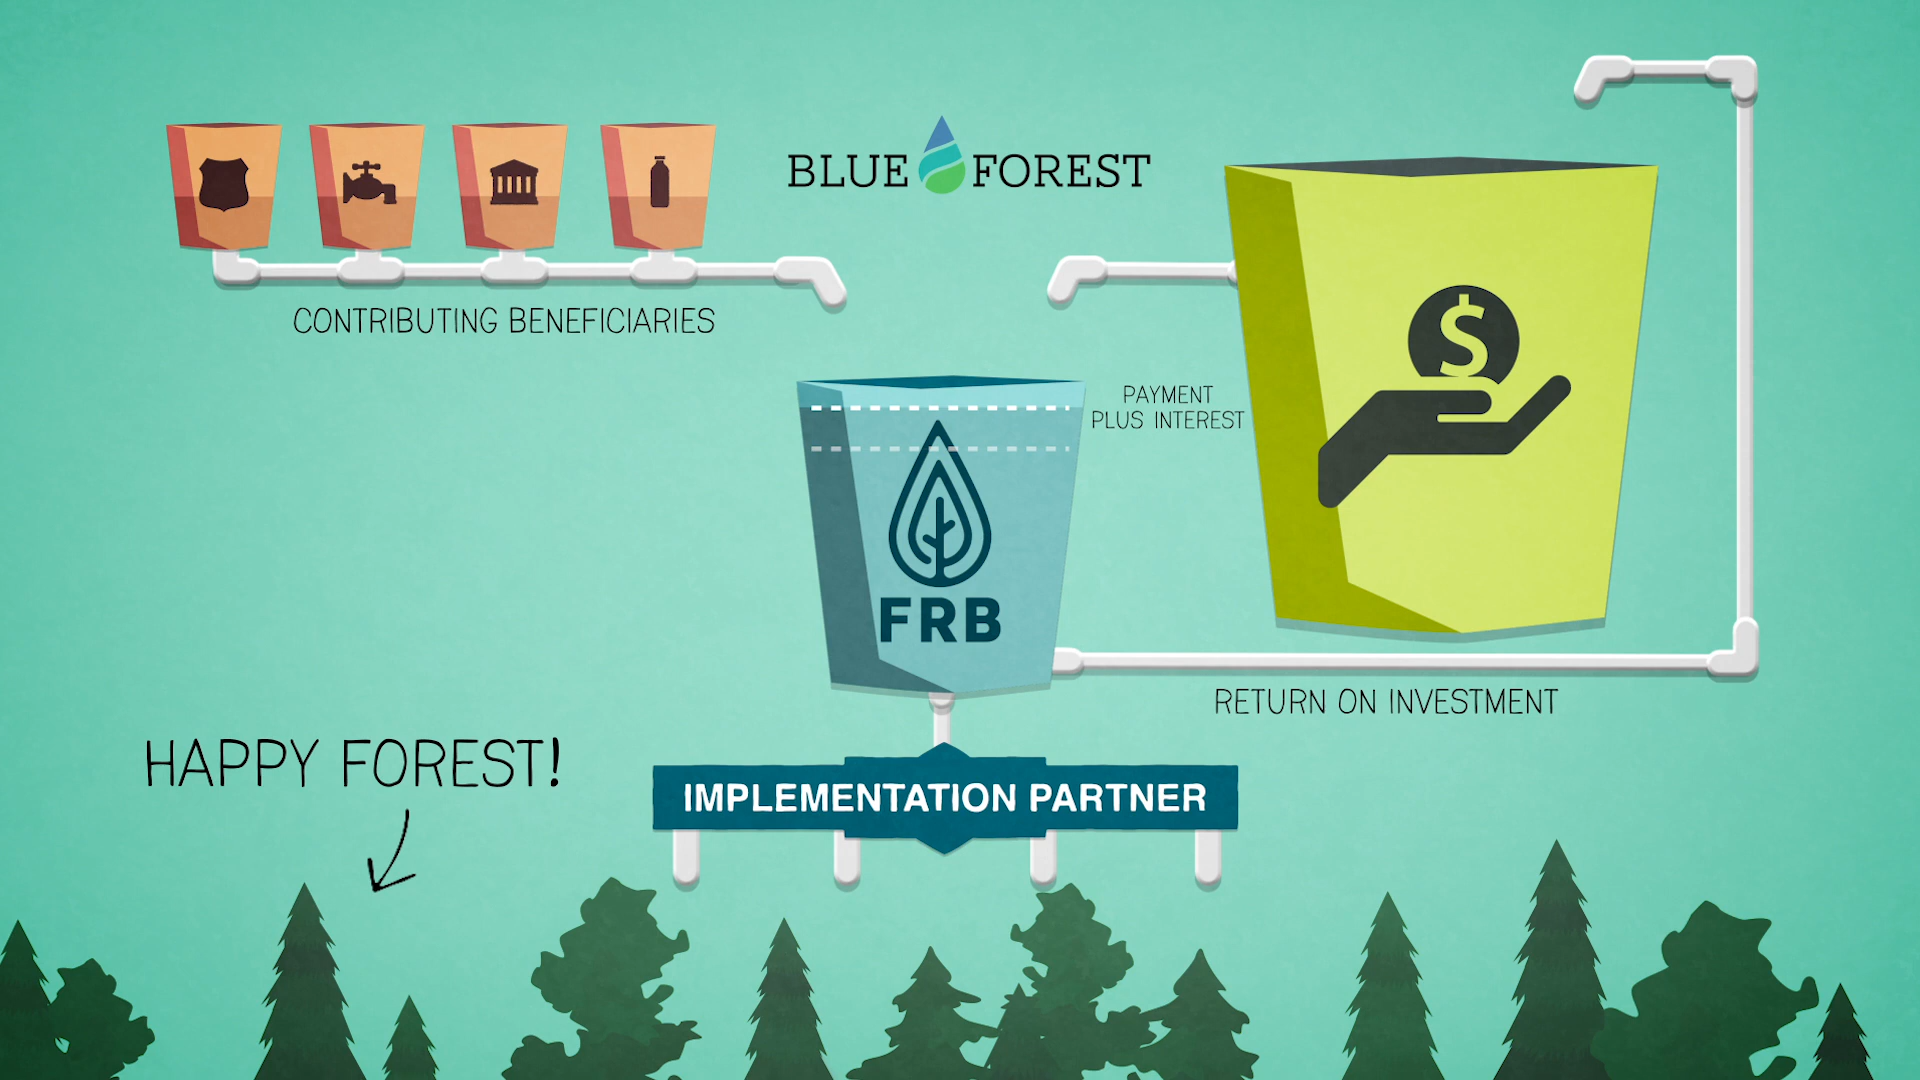 BLUE FOREST
CONTRIBUTING BENEFICIARIES
$
PAYMENT
PLUS INTEREST
FRB
RETURN ON INVESTMENT
HAPPY FOREST!
IMPLEMENTATION PARTNER